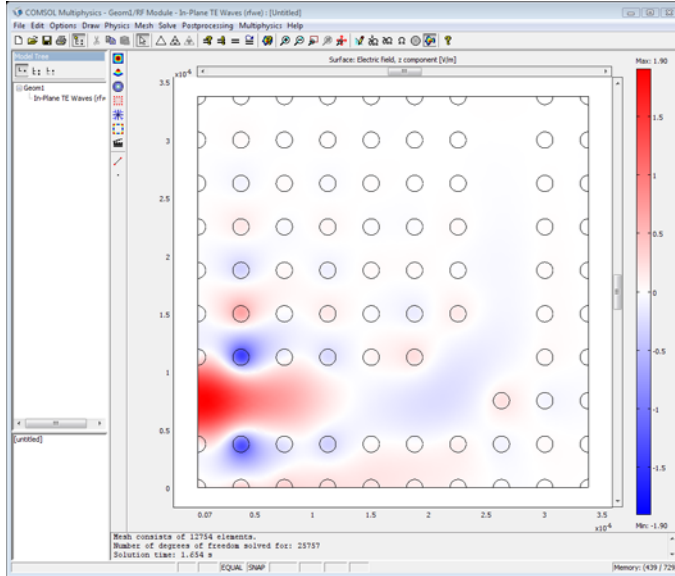 COMSOL Multiphysics - Geom1/RF Module - In-Plane TE Waves (rfwe) : [Untitled]
File Edit Options Draw Physics Mesh Solve Postprocessing Multiphysics Help
Model Tree
Geom1
In-Plane TE Waves (rfw
[untitled]
Surface: Electric field, z component [V/m]
Max: 1.90
x10⁻⁶
3.5
3
2.5
2
1.5
1
0.5
0
0.07
0.5
1
1.5
2
2.5
3
3.5
x10⁻⁶
1.5
1
0.5
0
-0.5
-1
-1.5
Min: -1.90
Mesh consists of 12754 elements.
Number of degrees of freedom solved for: 25757
Solution time: 1.654 s
EQUAL SNAP
Memory: (439 / 729